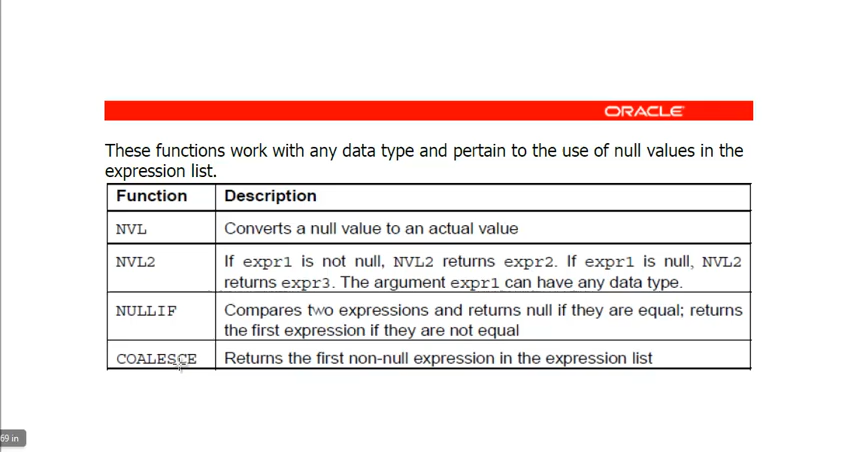 ORACLE
These functions work with any data type and pertain to the use of null values in the
expression list.
Function Description
NVL Converts a null value to an actual value
NVL2 If expr1 is not null, NVL2 returns expr2. If expr1 is null, NVL2
returns expr3. The argument expr1 can have any data type.
NULLIF Compares two expressions and returns null if they are equal; returns
the first expression if they are not equal
COALESCE Returns the first non-null expression in the expression list
69 in